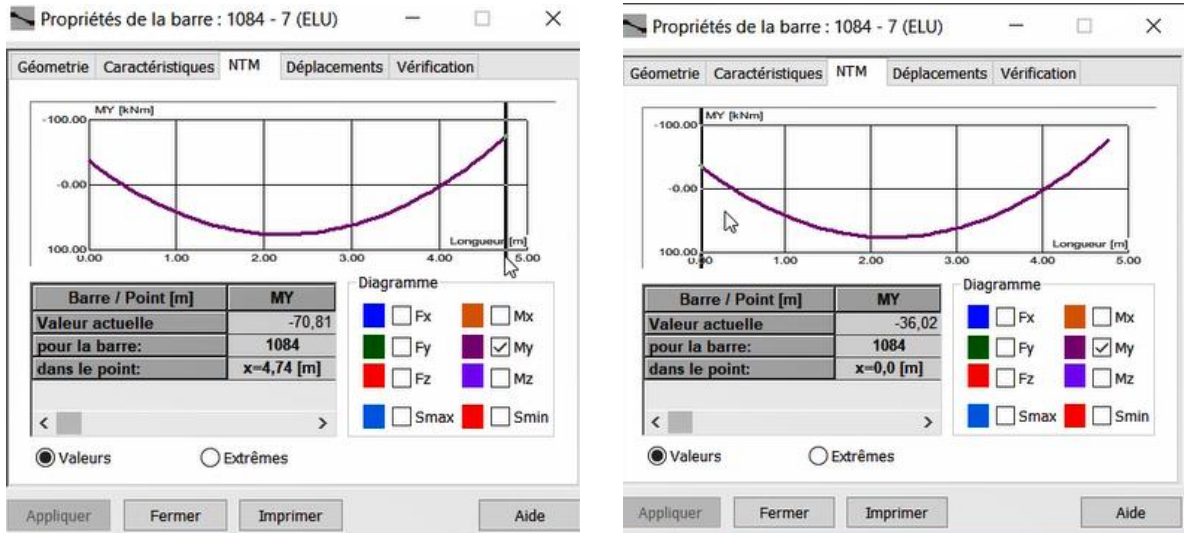 Propriétés de la barre : 1084 - 7 (ELU)
Géometrie Caractéristiques NTM Déplacements Vérification
MY [kNm]
-100.00
-0.00
100.00
Longueur [m]
0.00 1.00 2.00 3.00 4.00 5.00
Barre / Point [m] MY
Valeur actuelle -70,81
pour la barre: 1084
dans le point: x=4,74 [m]
Diagramme
Fx Mx
Fy My
Fz Mz
Smax Smin
Valeurs Extrêmes
Appliquer Fermer Imprimer Aide
Propriétés de la barre : 1084 - 7 (ELU)
Géometrie Caractéristiques NTM Déplacements Vérification
MY [kNm]
-100.00
-0.00
100.00
Longueur [m]
1.00 2.00 3.00 4.00 5.00
Barre / Point [m] MY
Valeur actuelle -36,02
pour la barre: 1084
dans le point: x=0,0 [m]
Diagramme
Fx Mx
Fy My
Fz Mz
Smax Smin
Valeurs Extrêmes
Appliquer Fermer Imprimer Aide